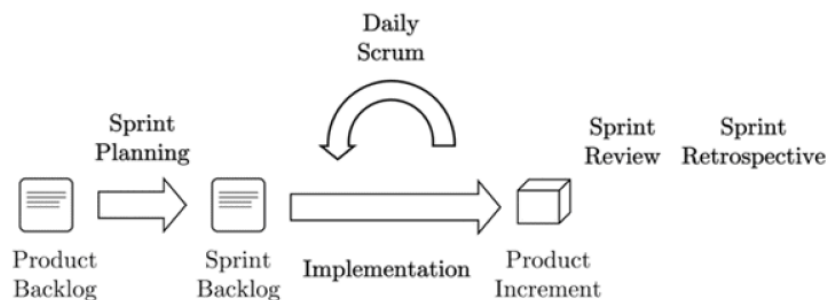 Daily
Scrum
Sprint
Planning
Sprint
Review
Sprint
Retrospective
Product
Backlog
Sprint
Backlog
Implementation
Product
Increment